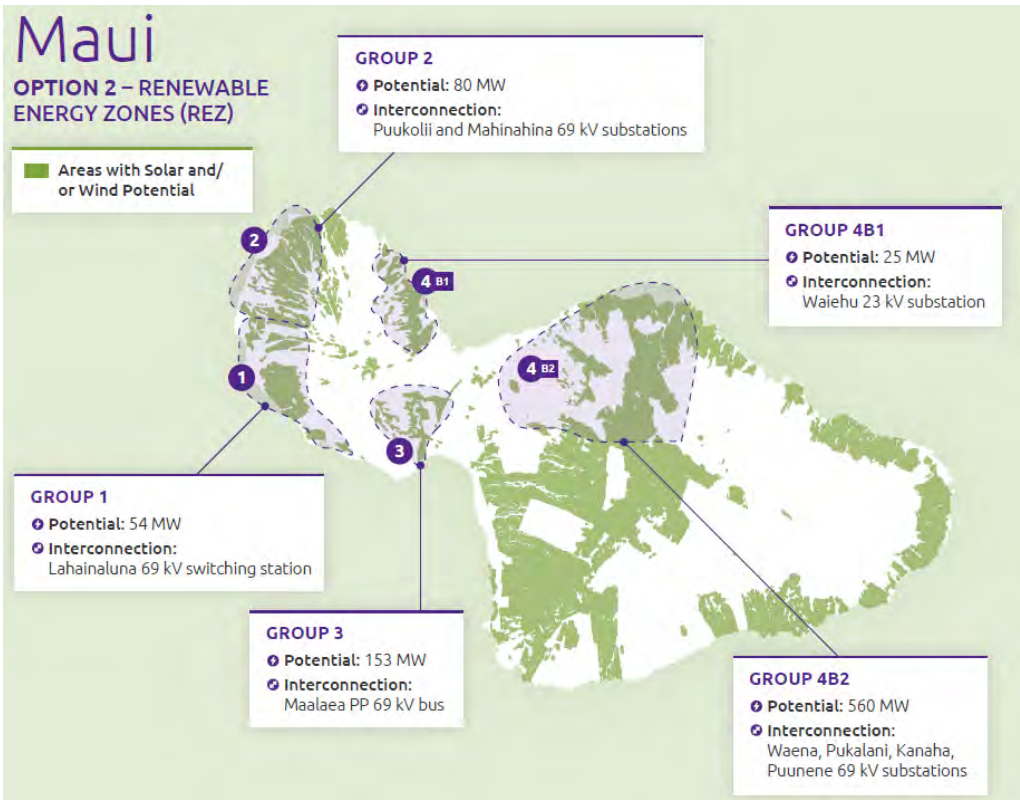 Maui
OPTION 2 – RENEWABLE
ENERGY ZONES (REZ)
Areas with Solar and/
or Wind Potential
GROUP 2
Potential: 80 MW
Interconnection:
Puukolii and Mahinahina 69 kV substations
GROUP 4B1
Potential: 25 MW
Interconnection:
Waiehu 23 kV substation
2
4 B1
4 B2
1
3
GROUP 1
Potential: 54 MW
Interconnection:
Lahainaluna 69 kV switching station
GROUP 3
Potential: 153 MW
Interconnection:
Maalaea PP 69 kV bus
GROUP 4B2
Potential: 560 MW
Interconnection:
Waena, Pukalani, Kanaha,
Puunene 69 kV substations